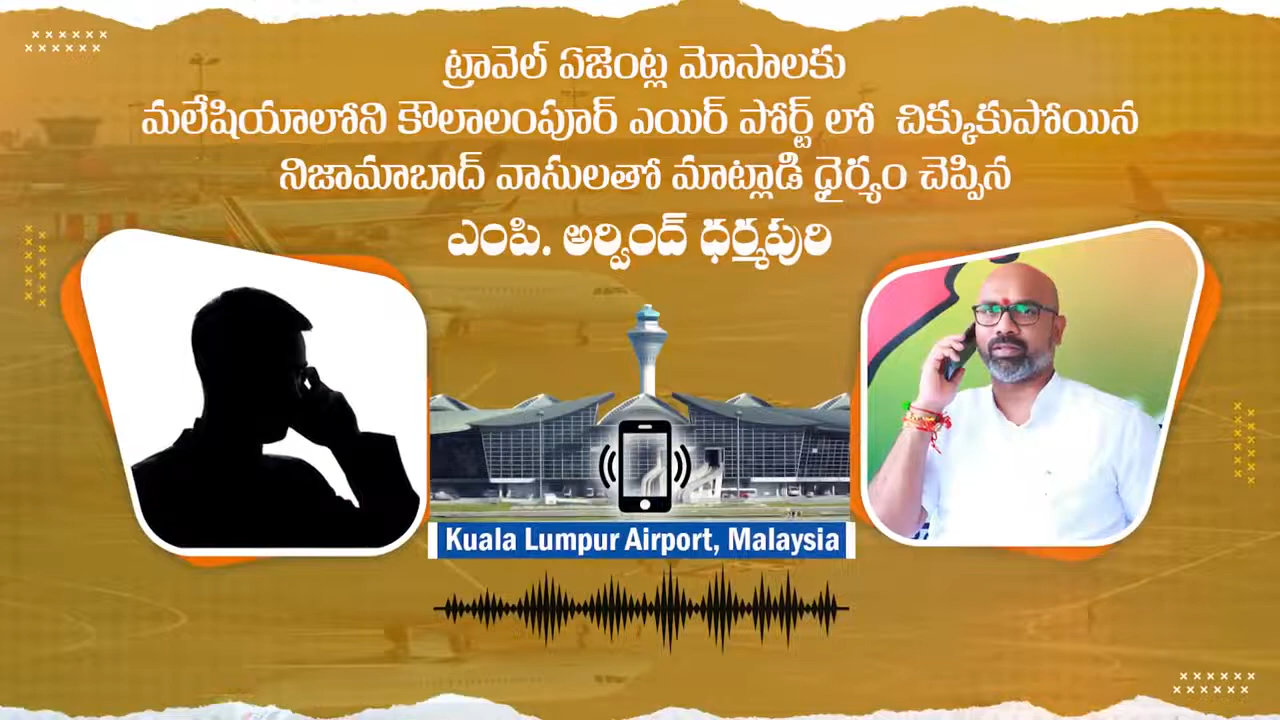 ట్రావెల్ ఏజెంట్ల మోసాలకు
మలేషియాలోని కౌలాలంపూర్ ఎయిర్ పోర్ట్ లో చిక్కుకుపోయిన
నిజామాబాద్ వాసులతో మాట్లాడి ధైర్యం చెప్పిన
ఎంపి. అర్వింద్ ధర్మపురి
Kuala Lumpur Airport, Malaysia